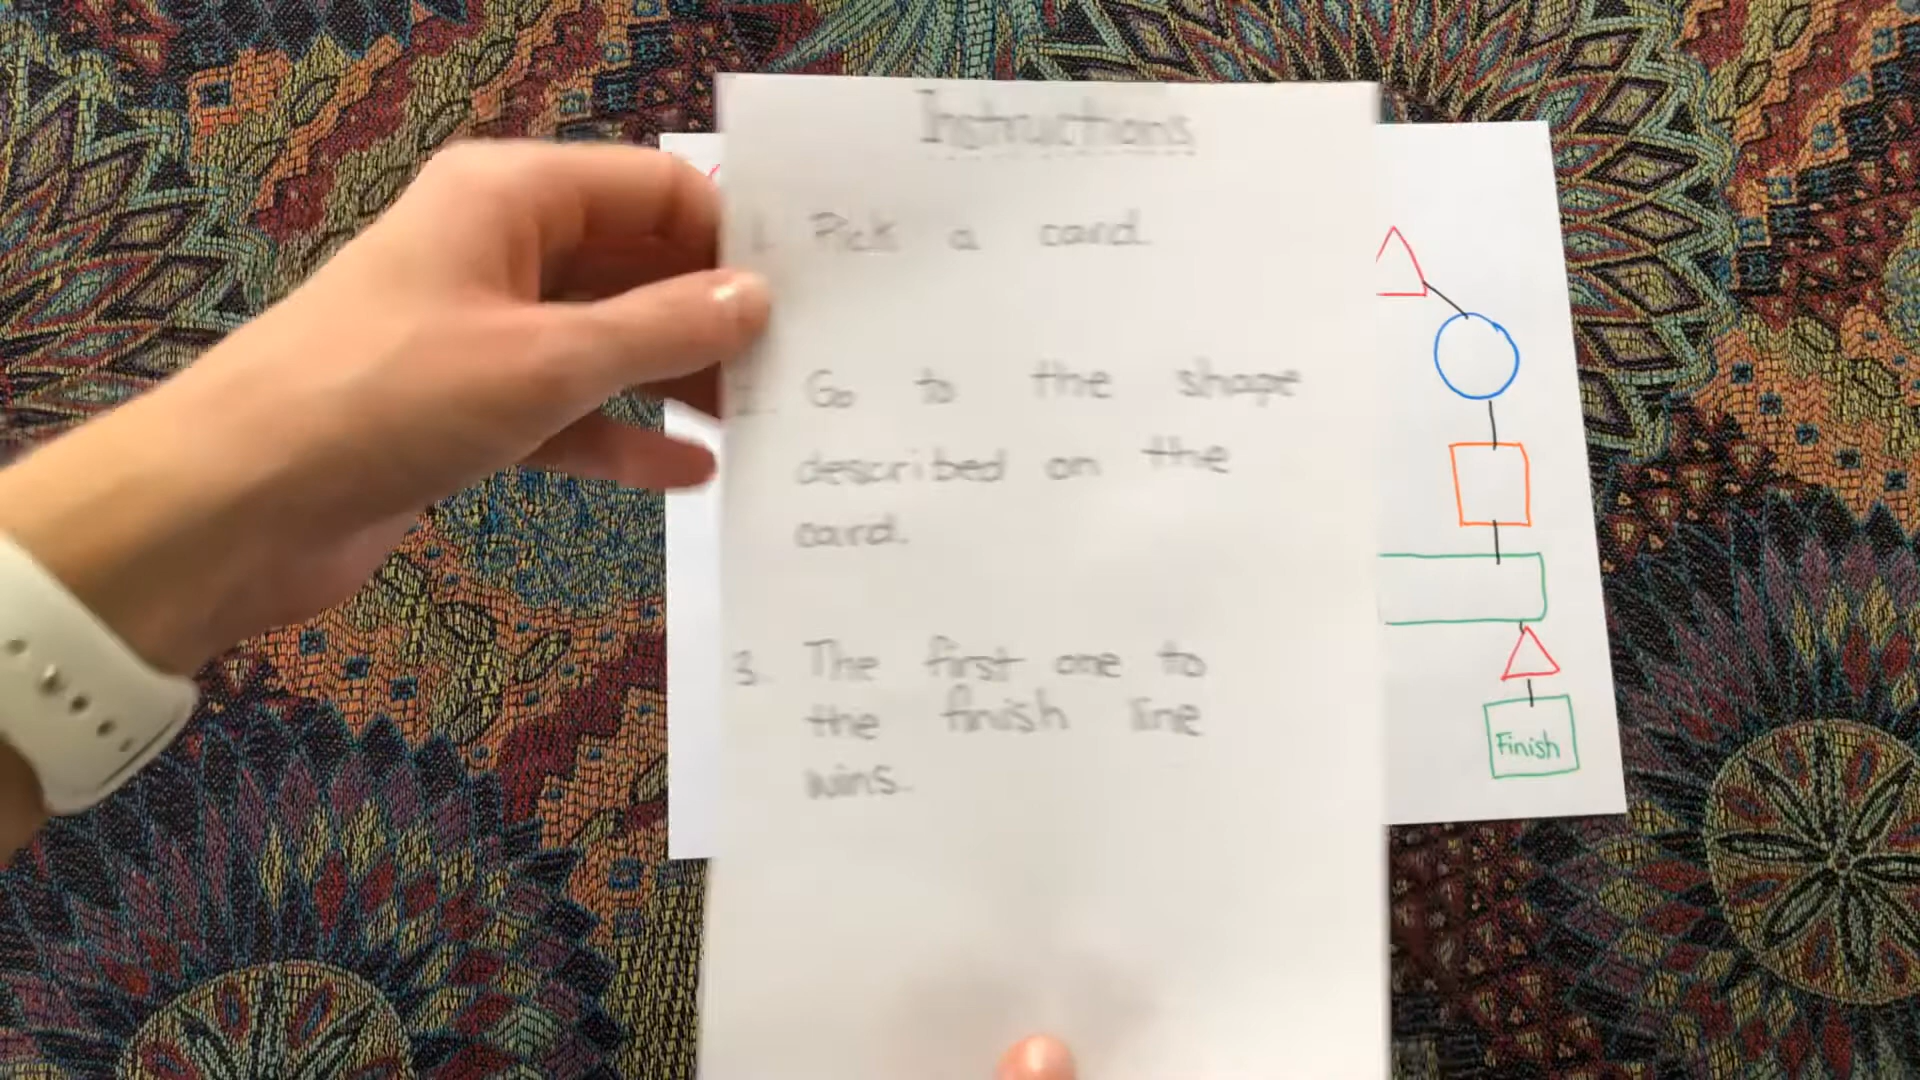 Instructions
1. Pick a card.
2. Go to the shape
described on the
card.
3. The first one to
the finish line
wins.
Finish